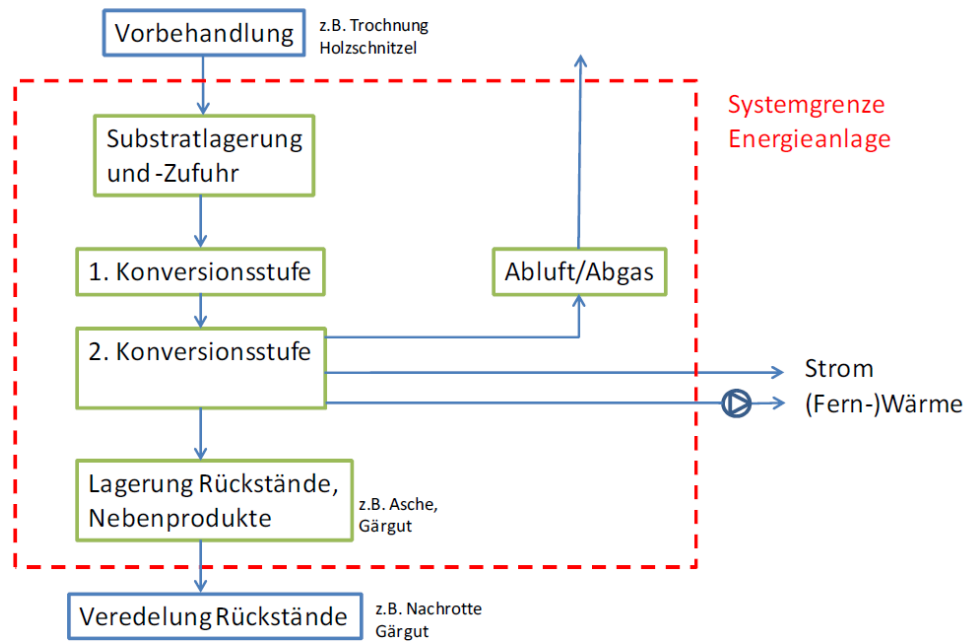 Vorbehandlung
z.B. Trochnung
Holzschnitzel
Systemgrenze
Energieanlage
Substratlagerung
und -Zufuhr
1. Konversionsstufe
Abluft/Abgas
2. Konversionsstufe
Strom
(Fern-)Wärme
Lagerung Rückstände,
Nebenprodukte
z.B. Asche,
Gärgut
Veredelung Rückstände
z.B. Nachrotte
Gärgut